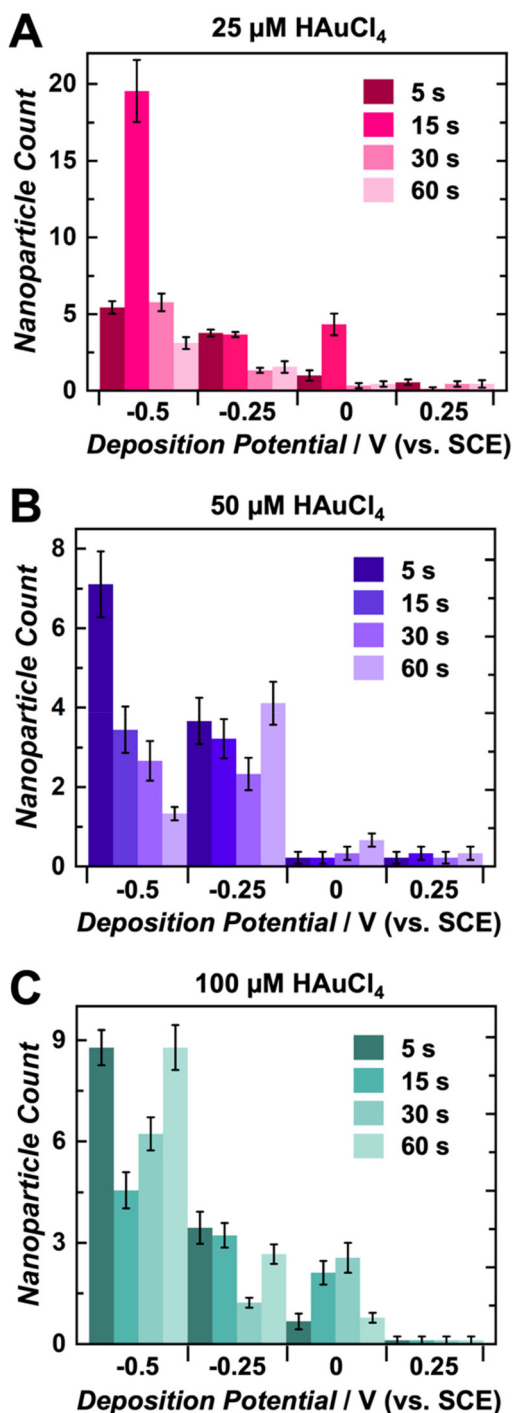 A
25 µM HAuCl₄
20
15
10
5
0
Nanoparticle Count
5 s
15 s
30 s
60 s
-0.5 -0.25 0 0.25
Deposition Potential / V (vs. SCE)
B
50 µM HAuCl₄
8
6
4
2
0
Nanoparticle Count
5 s
15 s
30 s
60 s
-0.5 -0.25 0 0.25
Deposition Potential / V (vs. SCE)
C
100 µM HAuCl₄
9
6
3
0
Nanoparticle Count
5 s
15 s
30 s
60 s
-0.5 -0.25 0 0.25
Deposition Potential / V (vs. SCE)